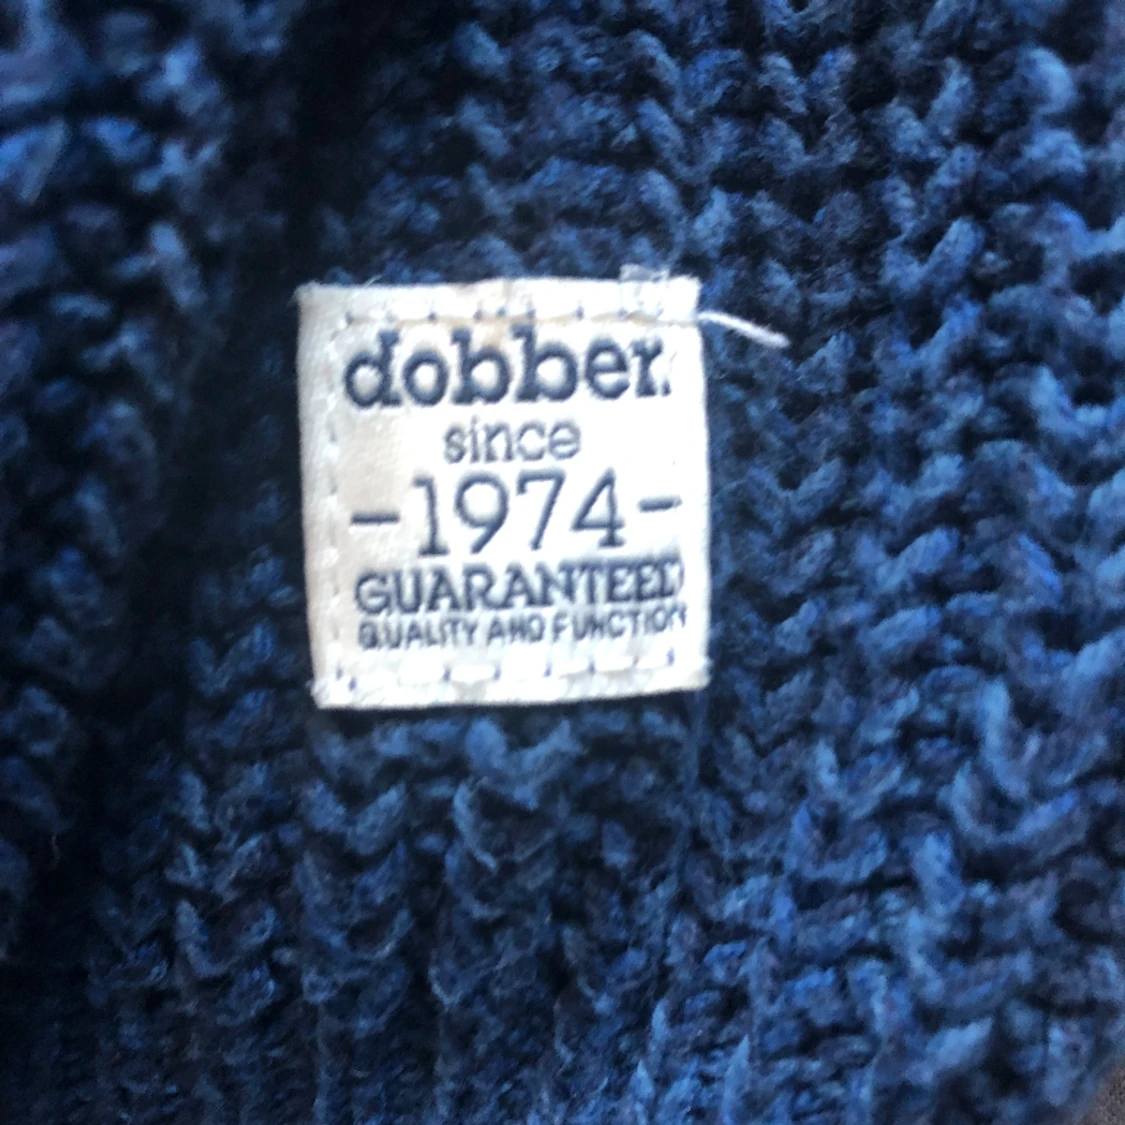 dobber.
since
-1974-
GUARANTEED
QUALITY AND FUNCTION